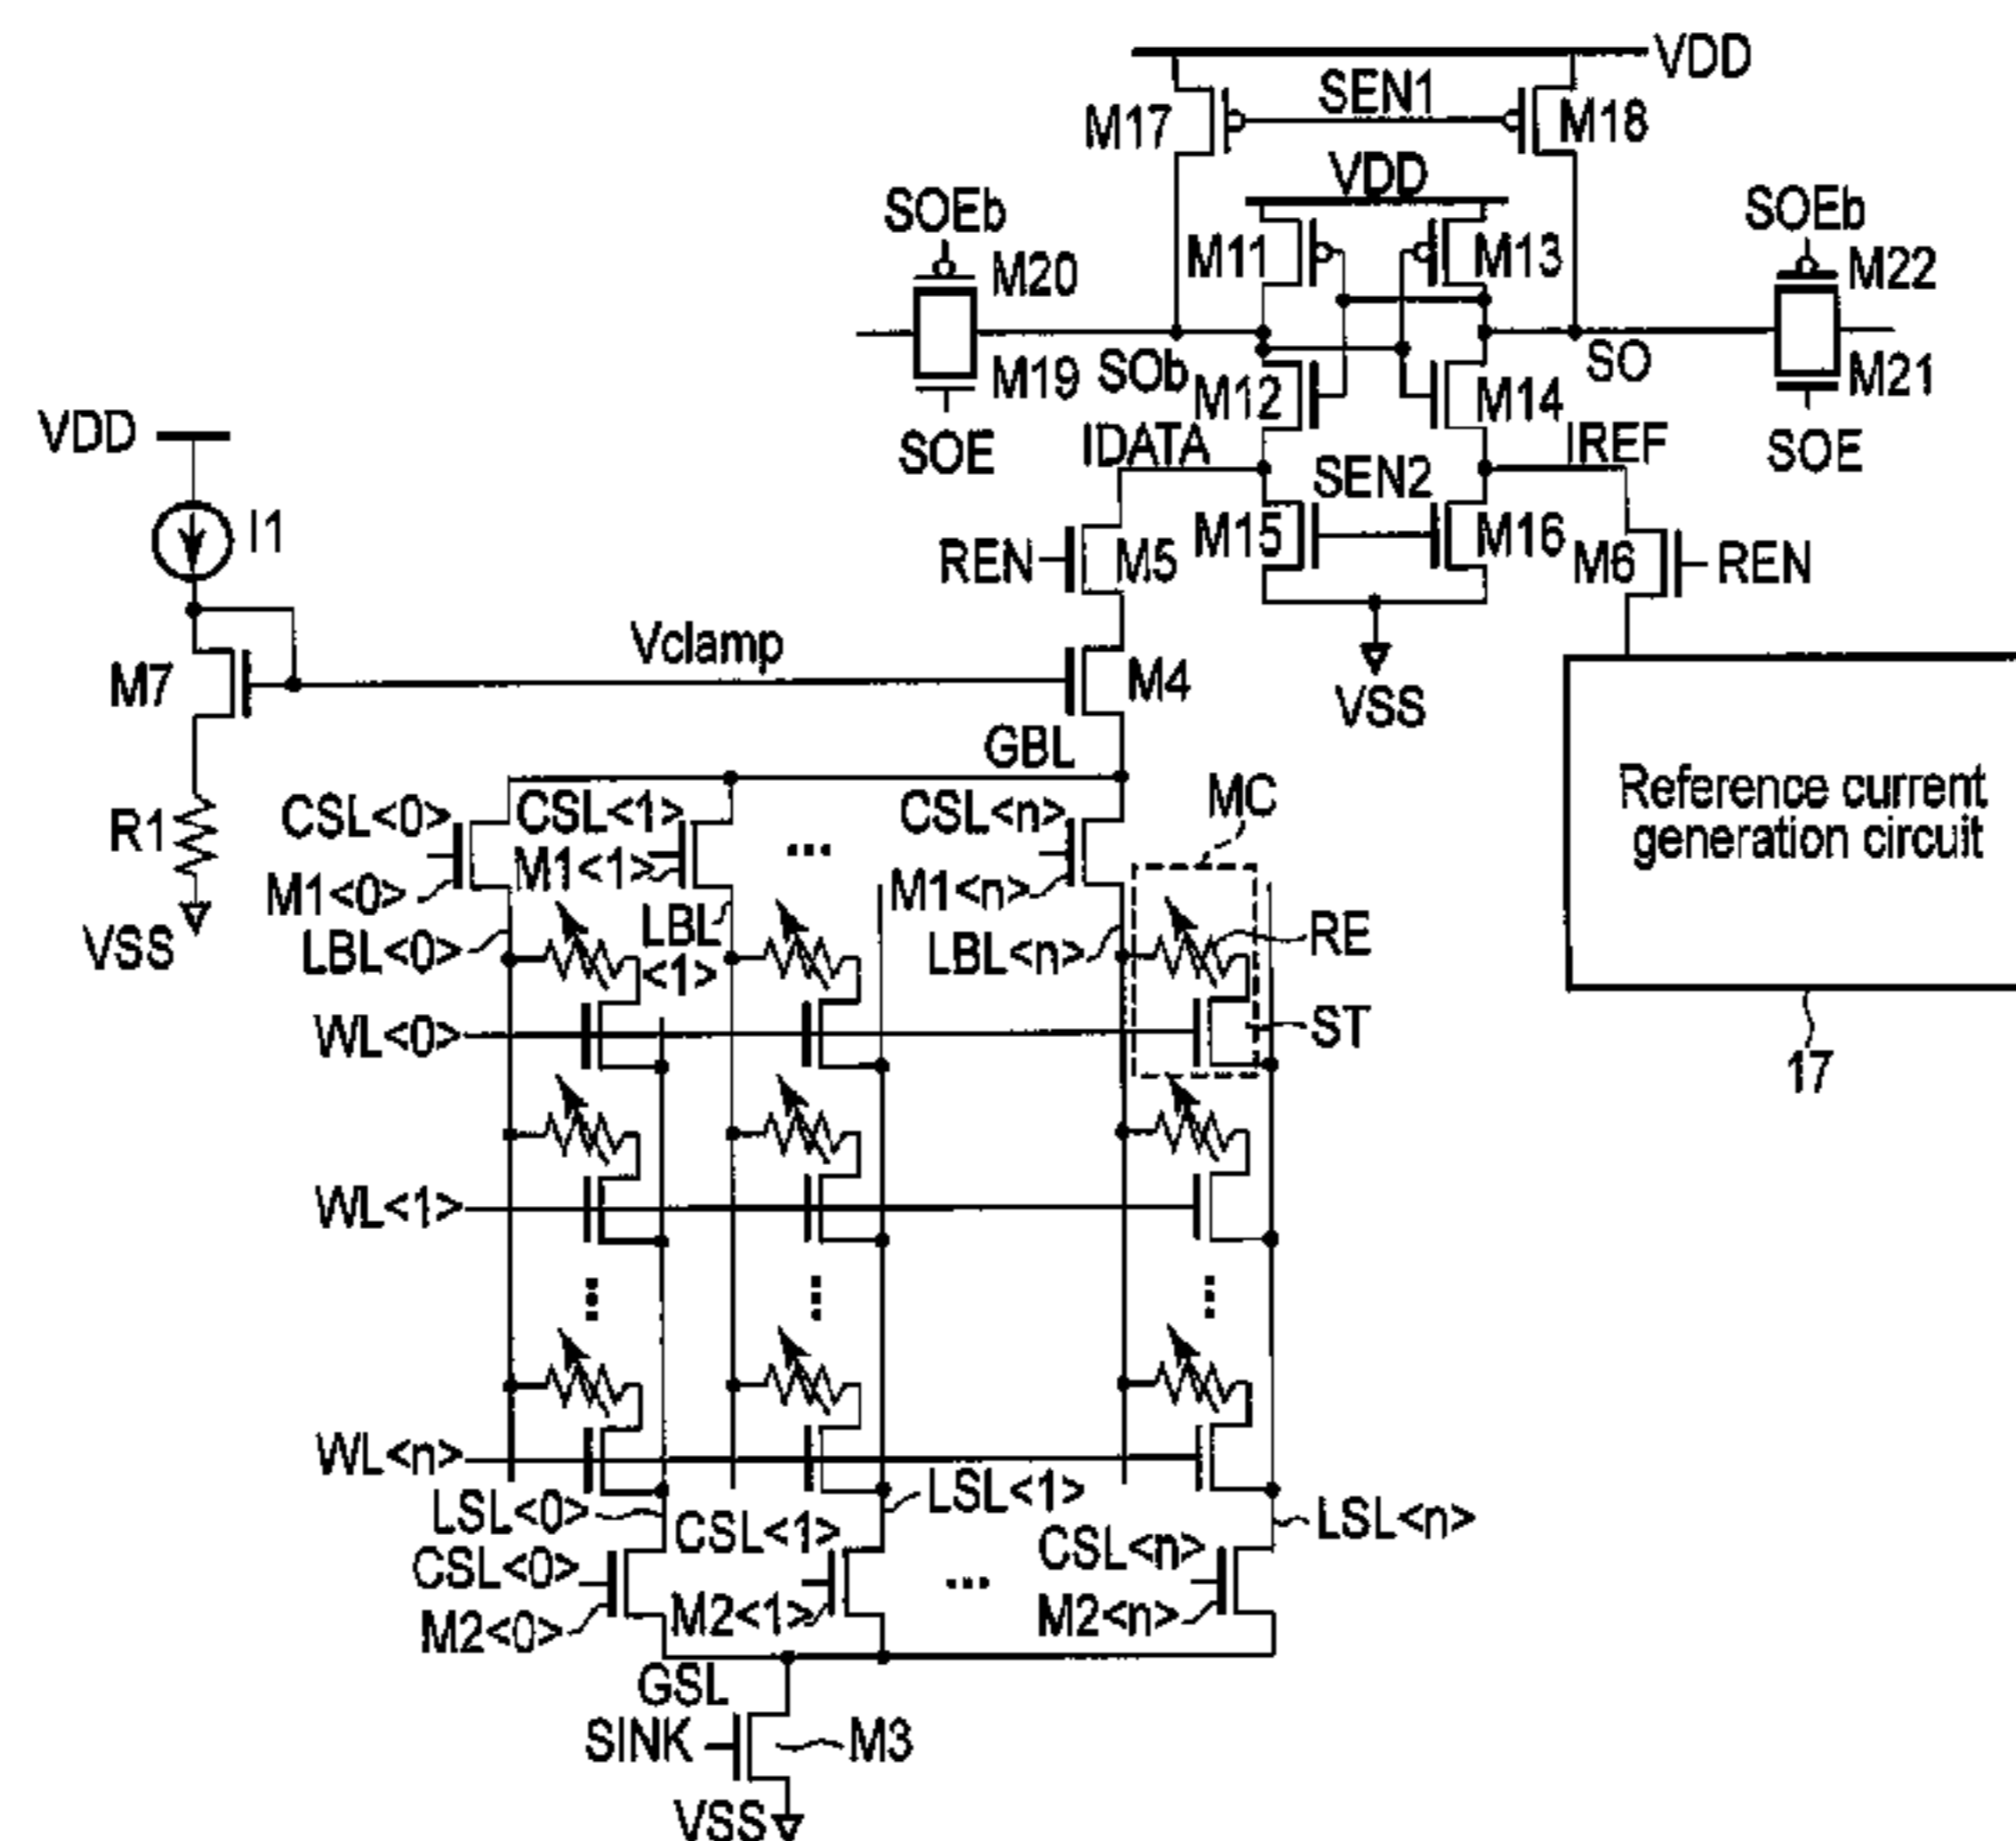 VDD
SEN1
M17
M18
VDD
SOEb
SOEb
M20
M11
M13
M22
M19
SOb
M12
M14
SO
M21
VDD
SOE
IDATA
SEN2
IREF
SOE
I1
M15
M16
REN
M5
M6
REN
Vclamp
M7
M4
VSS
GBL
MC
Reference current
generation circuit
CSL<0>
CSL<1>
CSL<n>
R1
M1<0>
M1<1>
...
M1<n>
VSS
LBL<0>
LBL
<1>
LBL<n>
RE
WL<0>
ST
17
WL<1>
WL<n>
LSL<0>
LSL<1>
LSL<n>
CSL<0>
CSL<1>
CSL<n>
M2<0>
M2<1>
...
M2<n>
GSL
SINK
M3
VSS